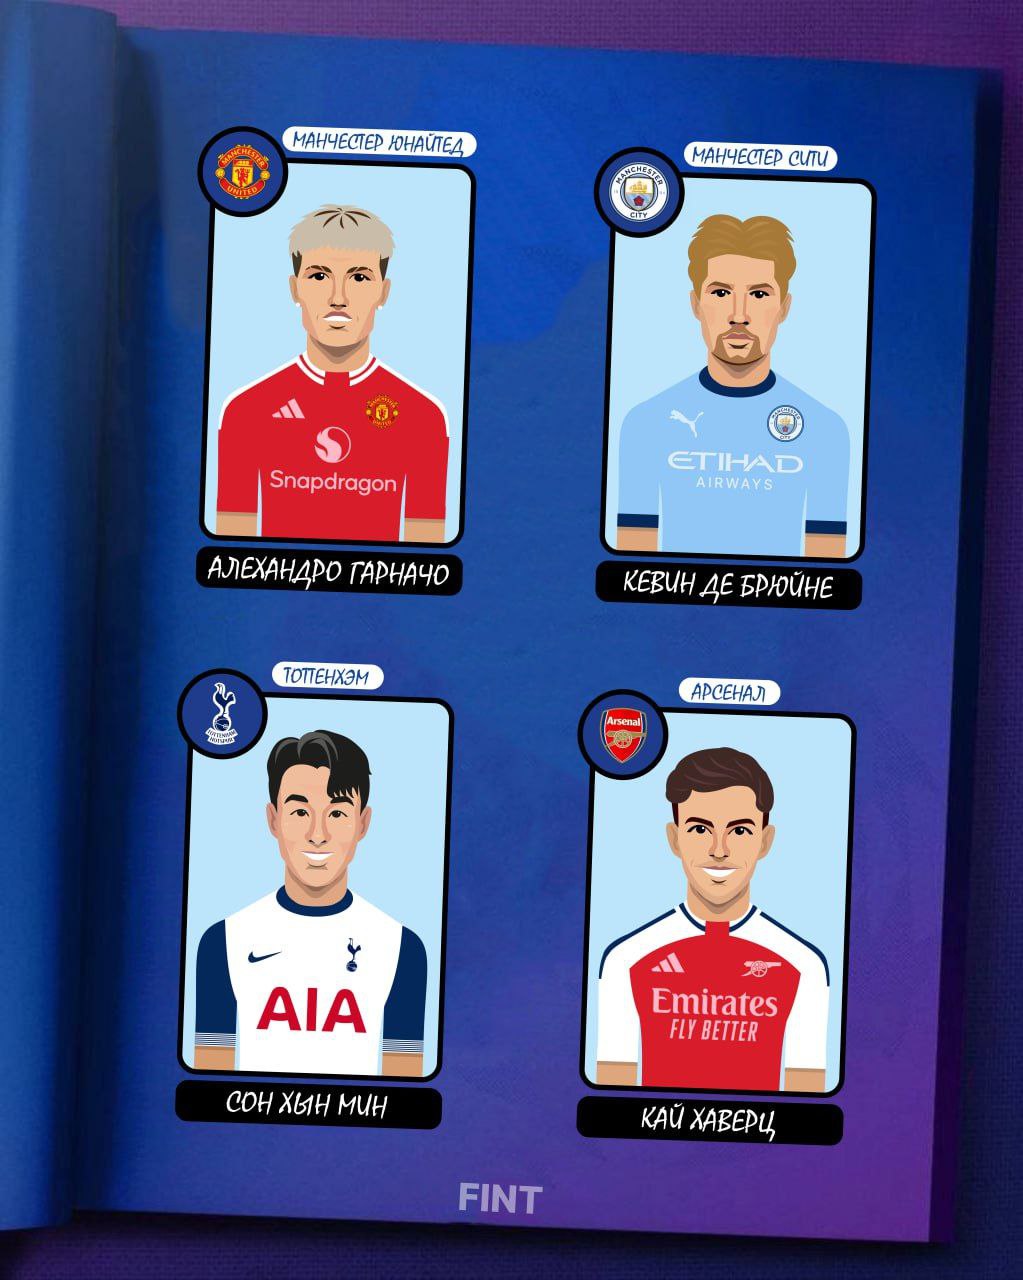 МАНЧЕСТЕР ЮНАЙТЕД
MANCHESTER
UNITED
Snapdragon
АЛЕХАНДРО ГАРНАЧО
МАНЧЕСТЕР СИТИ
MANCHESTER
CITY
ETIHAD
AIRWAYS
КЕВИН ДЕ БРЮЙНЕ
ТОТТЕНХЭМ
TOTTENHAM
HOTSPUR
AIA
СОН ХЫН МИН
АРСЕНАЛ
Arsenal
Emirates
FLY BETTER
КАЙ ХАВЕРЦ
FINT